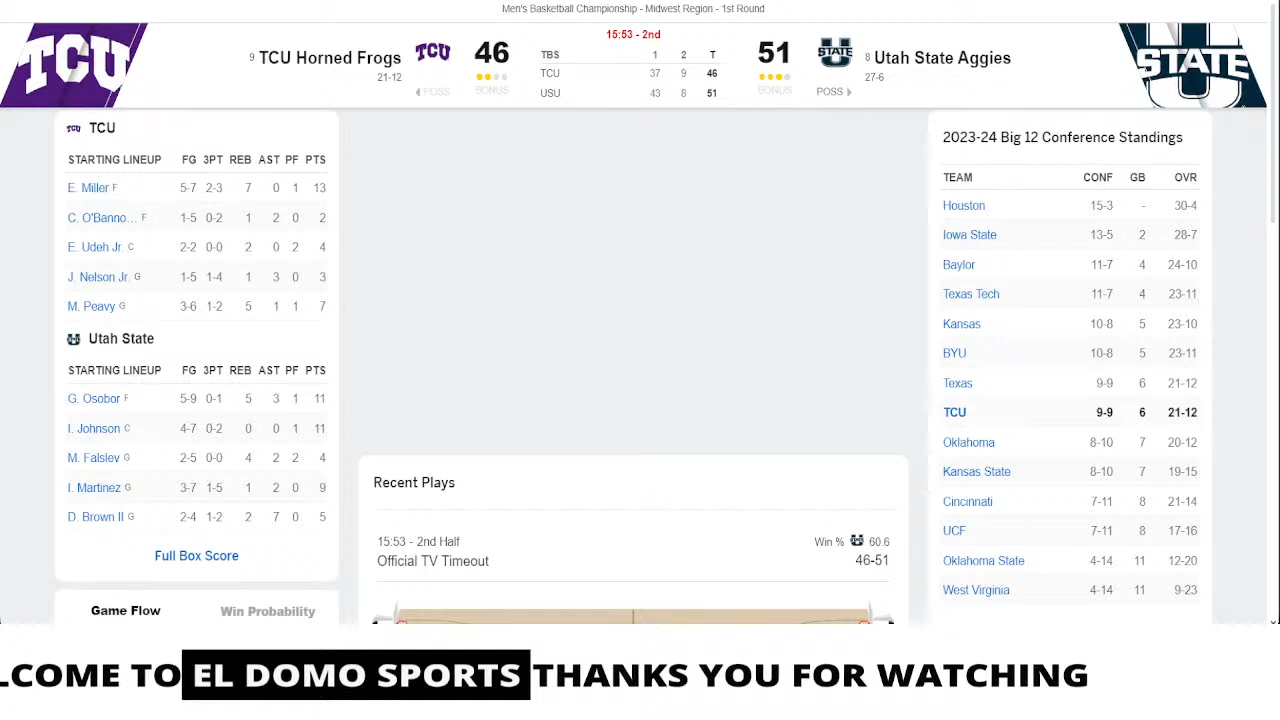 Men's Basketball Championship - Midwest Region - 1st Round
TCU
9 TCU Horned Frogs
21-12
TCU
46
POSS
BONUS
15:53 - 2nd
TBS 1 2 T
TCU 37 9 46
USU 43 8 51
51
BONUS
STATE
8 Utah State Aggies
27-6
POSS
STATE
TCU TCU
STARTING LINEUP FG 3PT REB AST PF PTS
E. Miller F 5-7 2-3 7 0 1 13
C. O'Banno... F 1-5 0-2 1 2 0 2
E. Udeh Jr. C 2-2 0-0 2 0 2 4
J. Nelson Jr. G 1-5 1-4 1 3 0 3
M. Peavy G 3-6 1-2 5 1 1 7
Utah State
STARTING LINEUP FG 3PT REB AST PF PTS
G. Osobor F 5-9 0-1 5 3 1 11
I. Johnson C 4-7 0-2 0 0 1 11
M. Falslev G 2-5 0-0 4 2 2 4
I. Martinez G 3-7 1-5 1 2 0 9
D. Brown II G 2-4 1-2 2 7 0 5
Full Box Score
Game Flow Win Probability
Recent Plays
15:53 - 2nd Half Win % 60.6
Official TV Timeout 46-51
2023-24 Big 12 Conference Standings
TEAM CONF GB OVR
Houston 15-3 - 30-4
Iowa State 13-5 2 28-7
Baylor 11-7 4 24-10
Texas Tech 11-7 4 23-11
Kansas 10-8 5 23-10
BYU 10-8 5 23-11
Texas 9-9 6 21-12
TCU 9-9 6 21-12
Oklahoma 8-10 7 20-12
Kansas State 8-10 7 19-15
Cincinnati 7-11 8 21-14
UCF 7-11 8 17-16
Oklahoma State 4-14 11 12-20
West Virginia 4-14 11 9-23
LCOME TO EL DOMO SPORTS THANKS YOU FOR WATCHING